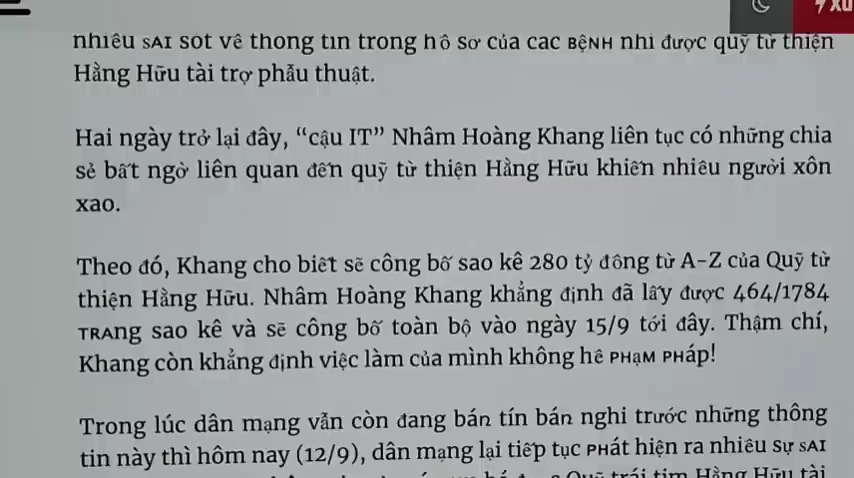 XU
nhiều SAI sót về thông tin trong hồ sơ của các BỆNH nhi được quỹ từ thiện
Hằng Hữu tài trợ phẫu thuật.
Hai ngày trở lại đây, “cậu IT” Nhâm Hoàng Khang liên tục có những chia
sẻ bất ngờ liên quan đến quỹ từ thiện Hằng Hữu khiến nhiều người xôn
xao.
Theo đó, Khang cho biết sẽ công bố sao kê 280 tỷ đồng từ A-Z của Quỹ từ
thiện Hằng Hữu. Nhâm Hoàng Khang khẳng định đã lấy được 464/1784
TRANg sao kê và sẽ công bố toàn bộ vào ngày 15/9 tới đây. Thậm chí,
Khang còn khẳng định việc làm của mình không hề PHẠM PHáp!
Trong lúc dân mạng vẫn còn đang bán tín bán nghi trước những thông
tin này thì hôm nay (12/9), dân mạng lại tiếp tục PHát hiện ra nhiều sự SAI
Quỹ trái tim Hằng Hữu tài